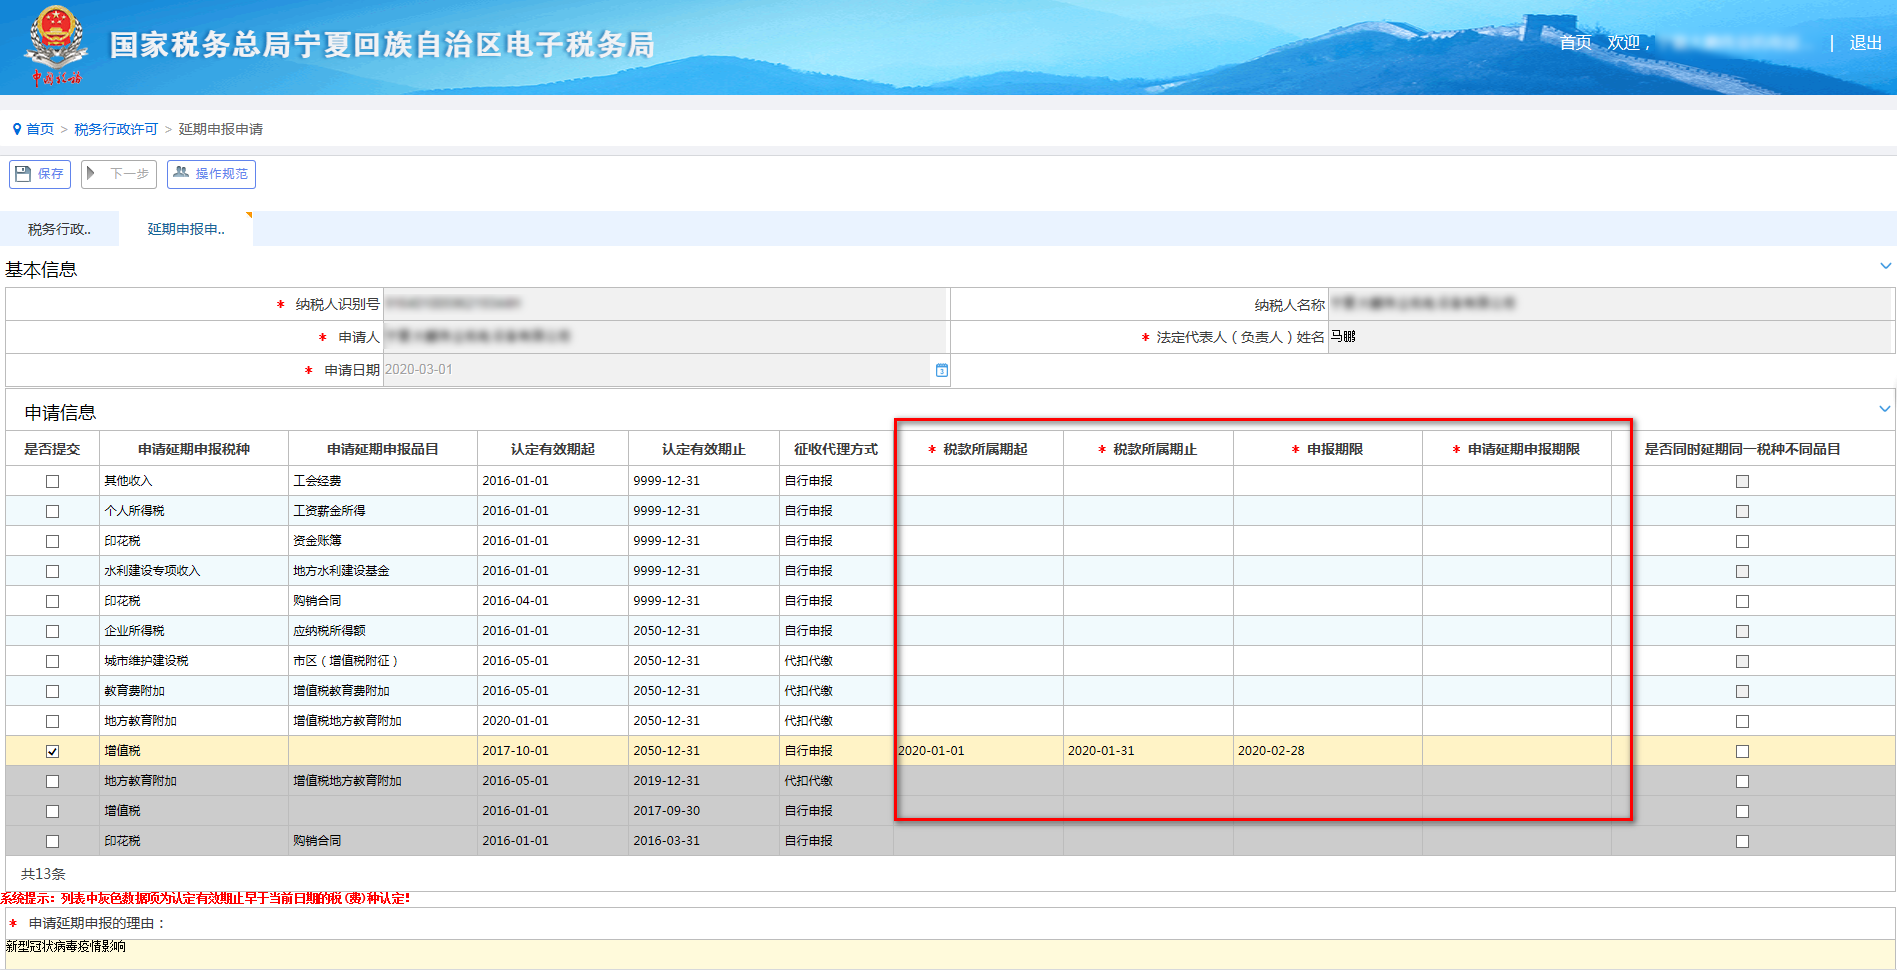 国家税务总局宁夏回族自治区电子税务局
中国税务
首页 欢迎， | 退出
首页 > 税务行政许可 > 延期申报申请
保存 下一步 操作规范
税务行政.. 延期申报申..
基本信息
* 纳税人识别号 纳税人名称
* 申请人 * 法定代表人（负责人）姓名 马鹏
* 申请日期 2020-03-01
申请信息
是否提交 申请延期申报税种 申请延期申报品目 认定有效期起 认定有效期止 征收代理方式 * 税款所属期起 * 税款所属期止 * 申报期限 * 申请延期申报期限 是否同时延期同一税种不同品目
其他收入 工会经费 2016-01-01 9999-12-31 自行申报
个人所得税 工资薪金所得 2016-01-01 9999-12-31 自行申报
印花税 资金账簿 2016-01-01 9999-12-31 自行申报
水利建设专项收入 地方水利建设基金 2016-01-01 9999-12-31 自行申报
印花税 购销合同 2016-04-01 9999-12-31 自行申报
企业所得税 应纳税所得额 2016-01-01 2050-12-31 自行申报
城市维护建设税 市区（增值税附征） 2016-05-01 2050-12-31 代扣代缴
教育费附加 增值税教育费附加 2016-05-01 2050-12-31 代扣代缴
地方教育附加 增值税地方教育附加 2020-01-01 2050-12-31 代扣代缴
增值税 2017-10-01 2050-12-31 自行申报 2020-01-01 2020-01-31 2020-02-28
地方教育附加 增值税地方教育附加 2016-05-01 2019-12-31 代扣代缴
增值税 2016-01-01 2017-09-30 自行申报
印花税 购销合同 2016-01-01 2016-03-31 自行申报
共13条
系统提示：列表中灰色数据项为认定有效期止早于当前日期的税(费)种认定！
* 申请延期申报的理由：
新型冠状病毒疫情影响